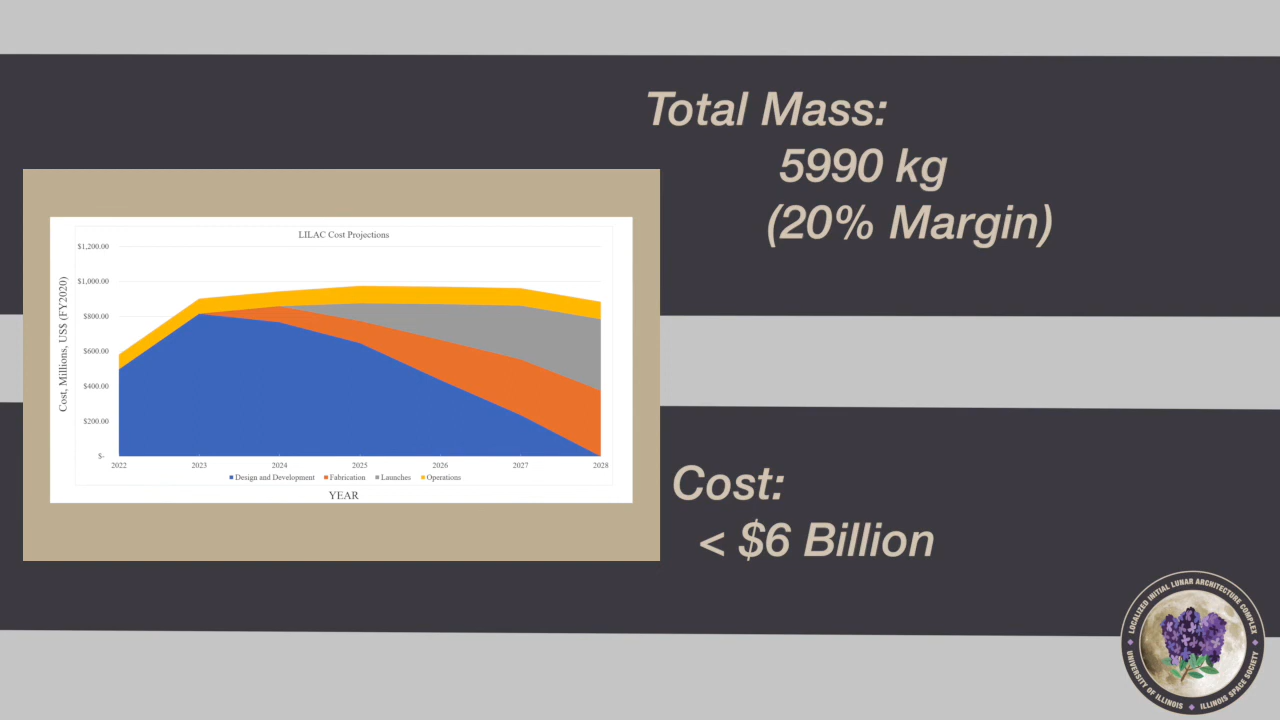 Total Mass:
5990 kg
(20% Margin)
LILAC Cost Projections
$1,200.00
$1,000.00
$800.00
$600.00
$400.00
$200.00
$-
Cost, Millions, US$ (FY2020)
2022 2023 2024 2025 2026 2027 2028
Design and Development Fabrication Launches Operations
YEAR
Cost:
< $6 Billion
LOCALIZED INITIAL LUNAR ARCHITECTURE COMPLEX
UNIVERSITY OF ILLINOIS ILLINOIS SPACE SOCIETY